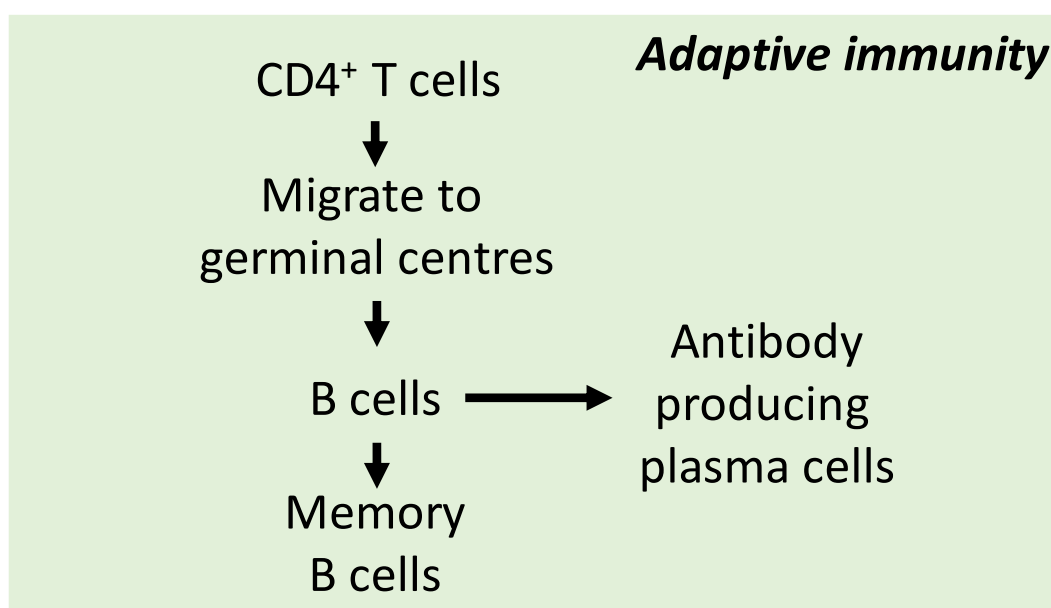 Adaptive immunity
CD4⁺ T cells
Migrate to
germinal centres
B cells
Antibody
producing
plasma cells
Memory
B cells